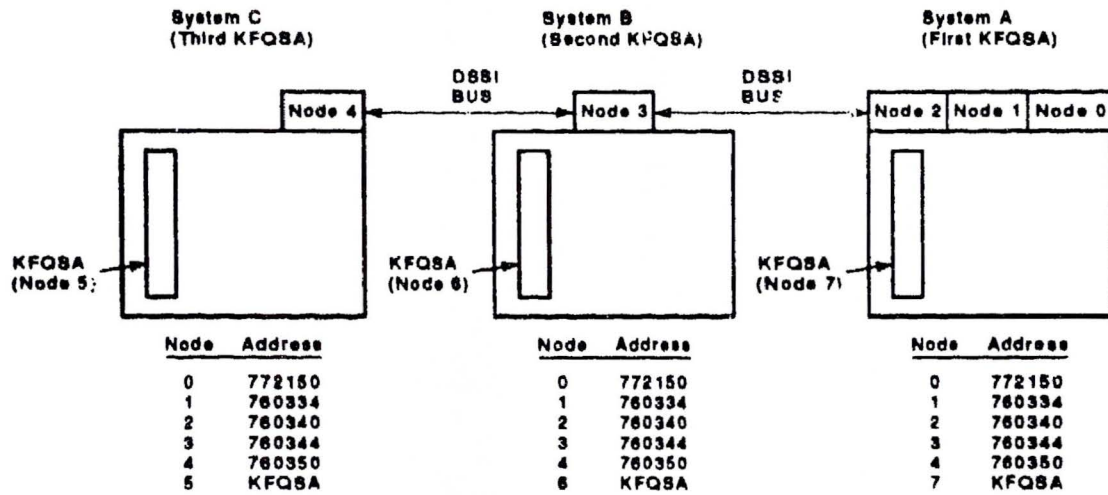 System C
(Third KFQSA)
System B
(Second KFQSA)
System A
(First KFQSA)
DSSI
BUS
DSSI
BUS
Node 4
Node 3
Node 2 Node 1 Node 0
KFQSA
(Node 5)
KFQSA
(Node 6)
KFQSA
(Node 7)
Node Address
0 772150
1 760334
2 760340
3 760344
4 760350
5 KFQSA
Node Address
0 772150
1 760334
2 760340
3 760344
4 760350
6 KFQSA
Node Address
0 772150
1 760334
2 760340
3 760344
4 760350
7 KFQSA